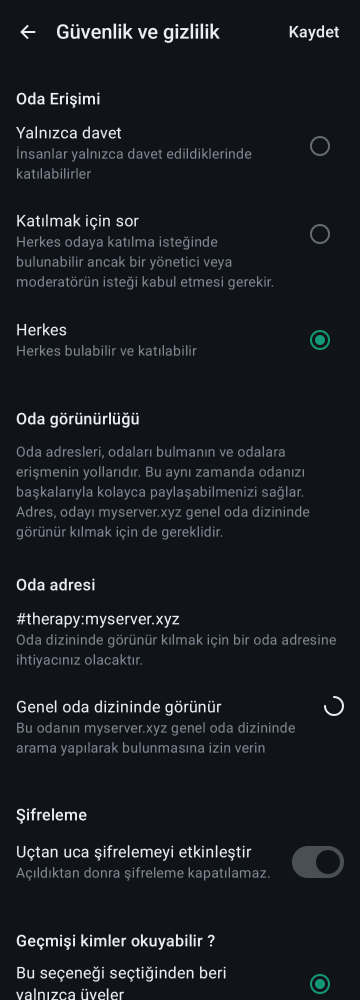 Güvenlik ve gizlilik
Kaydet
Oda Erişimi
Yalnızca davet
İnsanlar yalnızca davet edildiklerinde
katılabilirler
Katılmak için sor
Herkes odaya katılma isteğinde
bulunabilir ancak bir yönetici veya
moderatörün isteği kabul etmesi gerekir.
Herkes
Herkes bulabilir ve katılabilir
Oda görünürlüğü
Oda adresleri, odaları bulmanın ve odalara
erişmenin yollarıdır. Bu aynı zamanda odanızı
başkalarıyla kolayca paylaşabilmenizi sağlar.
Adres, odayı myserver.xyz genel oda dizininde
görünür kılmak için de gereklidir.
Oda adresi
#therapy:myserver.xyz
Oda dizininde görünür kılmak için bir oda adresine
ihtiyacınız olacaktır.
Genel oda dizininde görünür
Bu odanın myserver.xyz genel oda dizininde
arama yapılarak bulunmasına izin verin
Şifreleme
Uçtan uca şifrelemeyi etkinleştir
Açıldıktan donra şifreleme kapatılamaz.
Geçmişi kimler okuyabilir ?
Bu seçeneği seçtiğinden beri
yalnızca üyeler